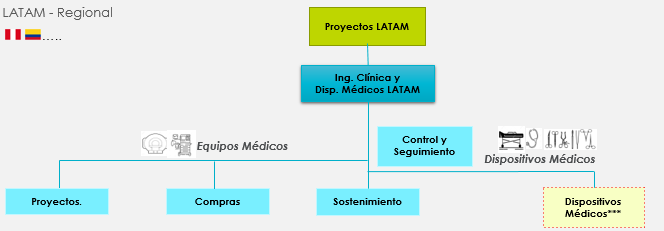 LATAM - Regional
.....
Proyectos LATAM
Ing. Clínica y
Disp. Médicos LATAM
Control y
Seguimiento
Equipos Médicos
Dispositivos Médicos
Proyectos.
Compras
Sostenimiento
Dispositivos
Médicos***